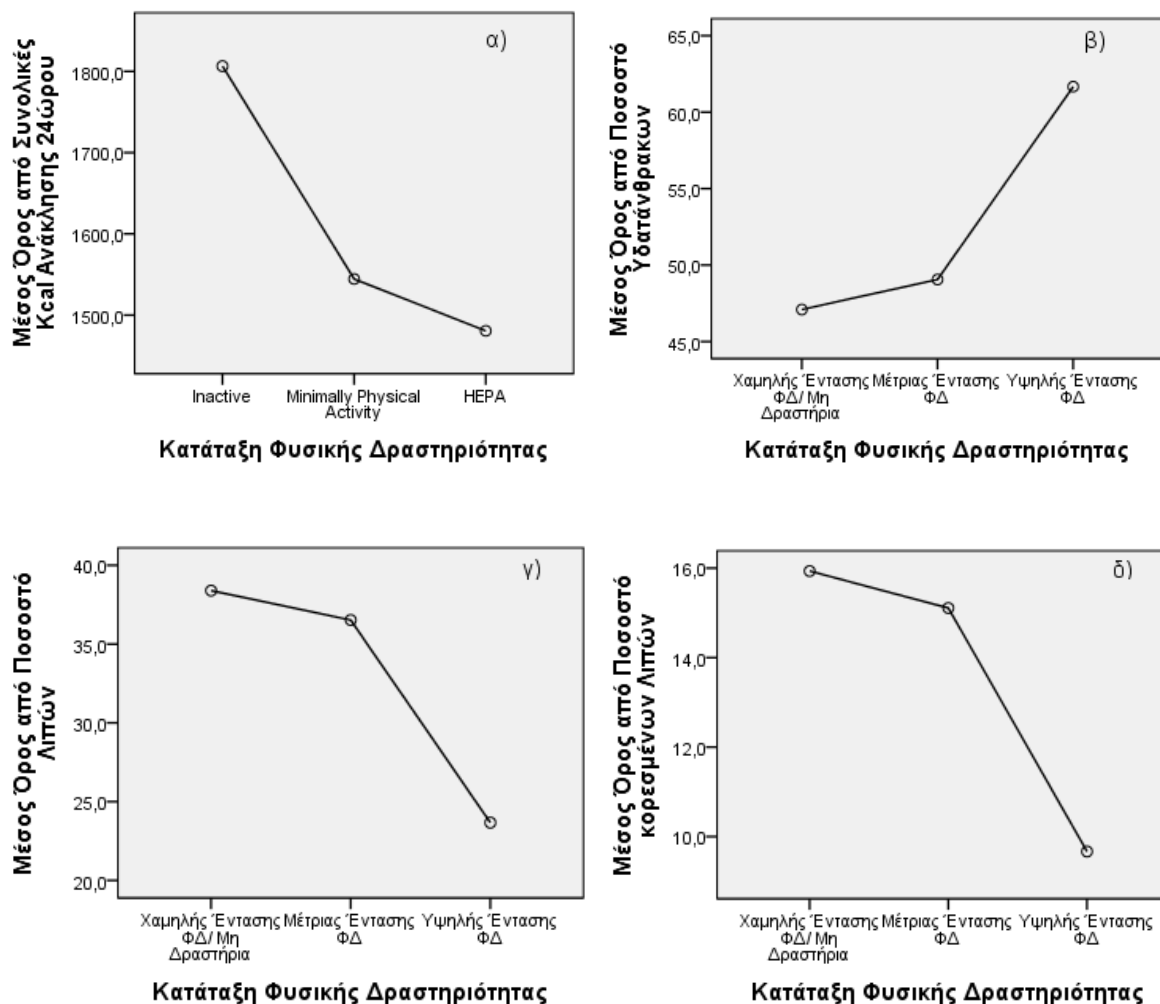 α)
Μέσος Όρος από Συνολικές
Kcal Ανάκλησης 24ώρου
1800,0
1700,0
1600,0
1500,0
Inactive
Minimally Physical
Activity
HEPA
Κατάταξη Φυσικής Δραστηριότητας
β)
Μέσος Όρος από Ποσοστό
Υδατάνθρακων
65,0
60,0
55,0
50,0
45,0
Χαμηλής Έντασης
ΦΔ/ Μη
Δραστήρια
Μέτριας Έντασης
ΦΔ
Υψηλής Έντασης
ΦΔ
Κατάταξη Φυσικής Δραστηριότητας
γ)
Μέσος Όρος από Ποσοστό
Λιπών
40,0
35,0
30,0
25,0
20,0
Χαμηλής Έντασης
ΦΔ/ Μη
Δραστήρια
Μέτριας Έντασης
ΦΔ
Υψηλής Έντασης
ΦΔ
Κατάταξη Φυσικής Δραστηριότητας
δ)
Μέσος Όρος από Ποσοστό
κορεσμένων Λιπών
16,0
14,0
12,0
10,0
Χαμηλής Έντασης
ΦΔ/ Μη
Δραστήρια
Μέτριας Έντασης
ΦΔ
Υψηλής Έντασης
ΦΔ
Κατάταξη Φυσικής Δραστηριότητας